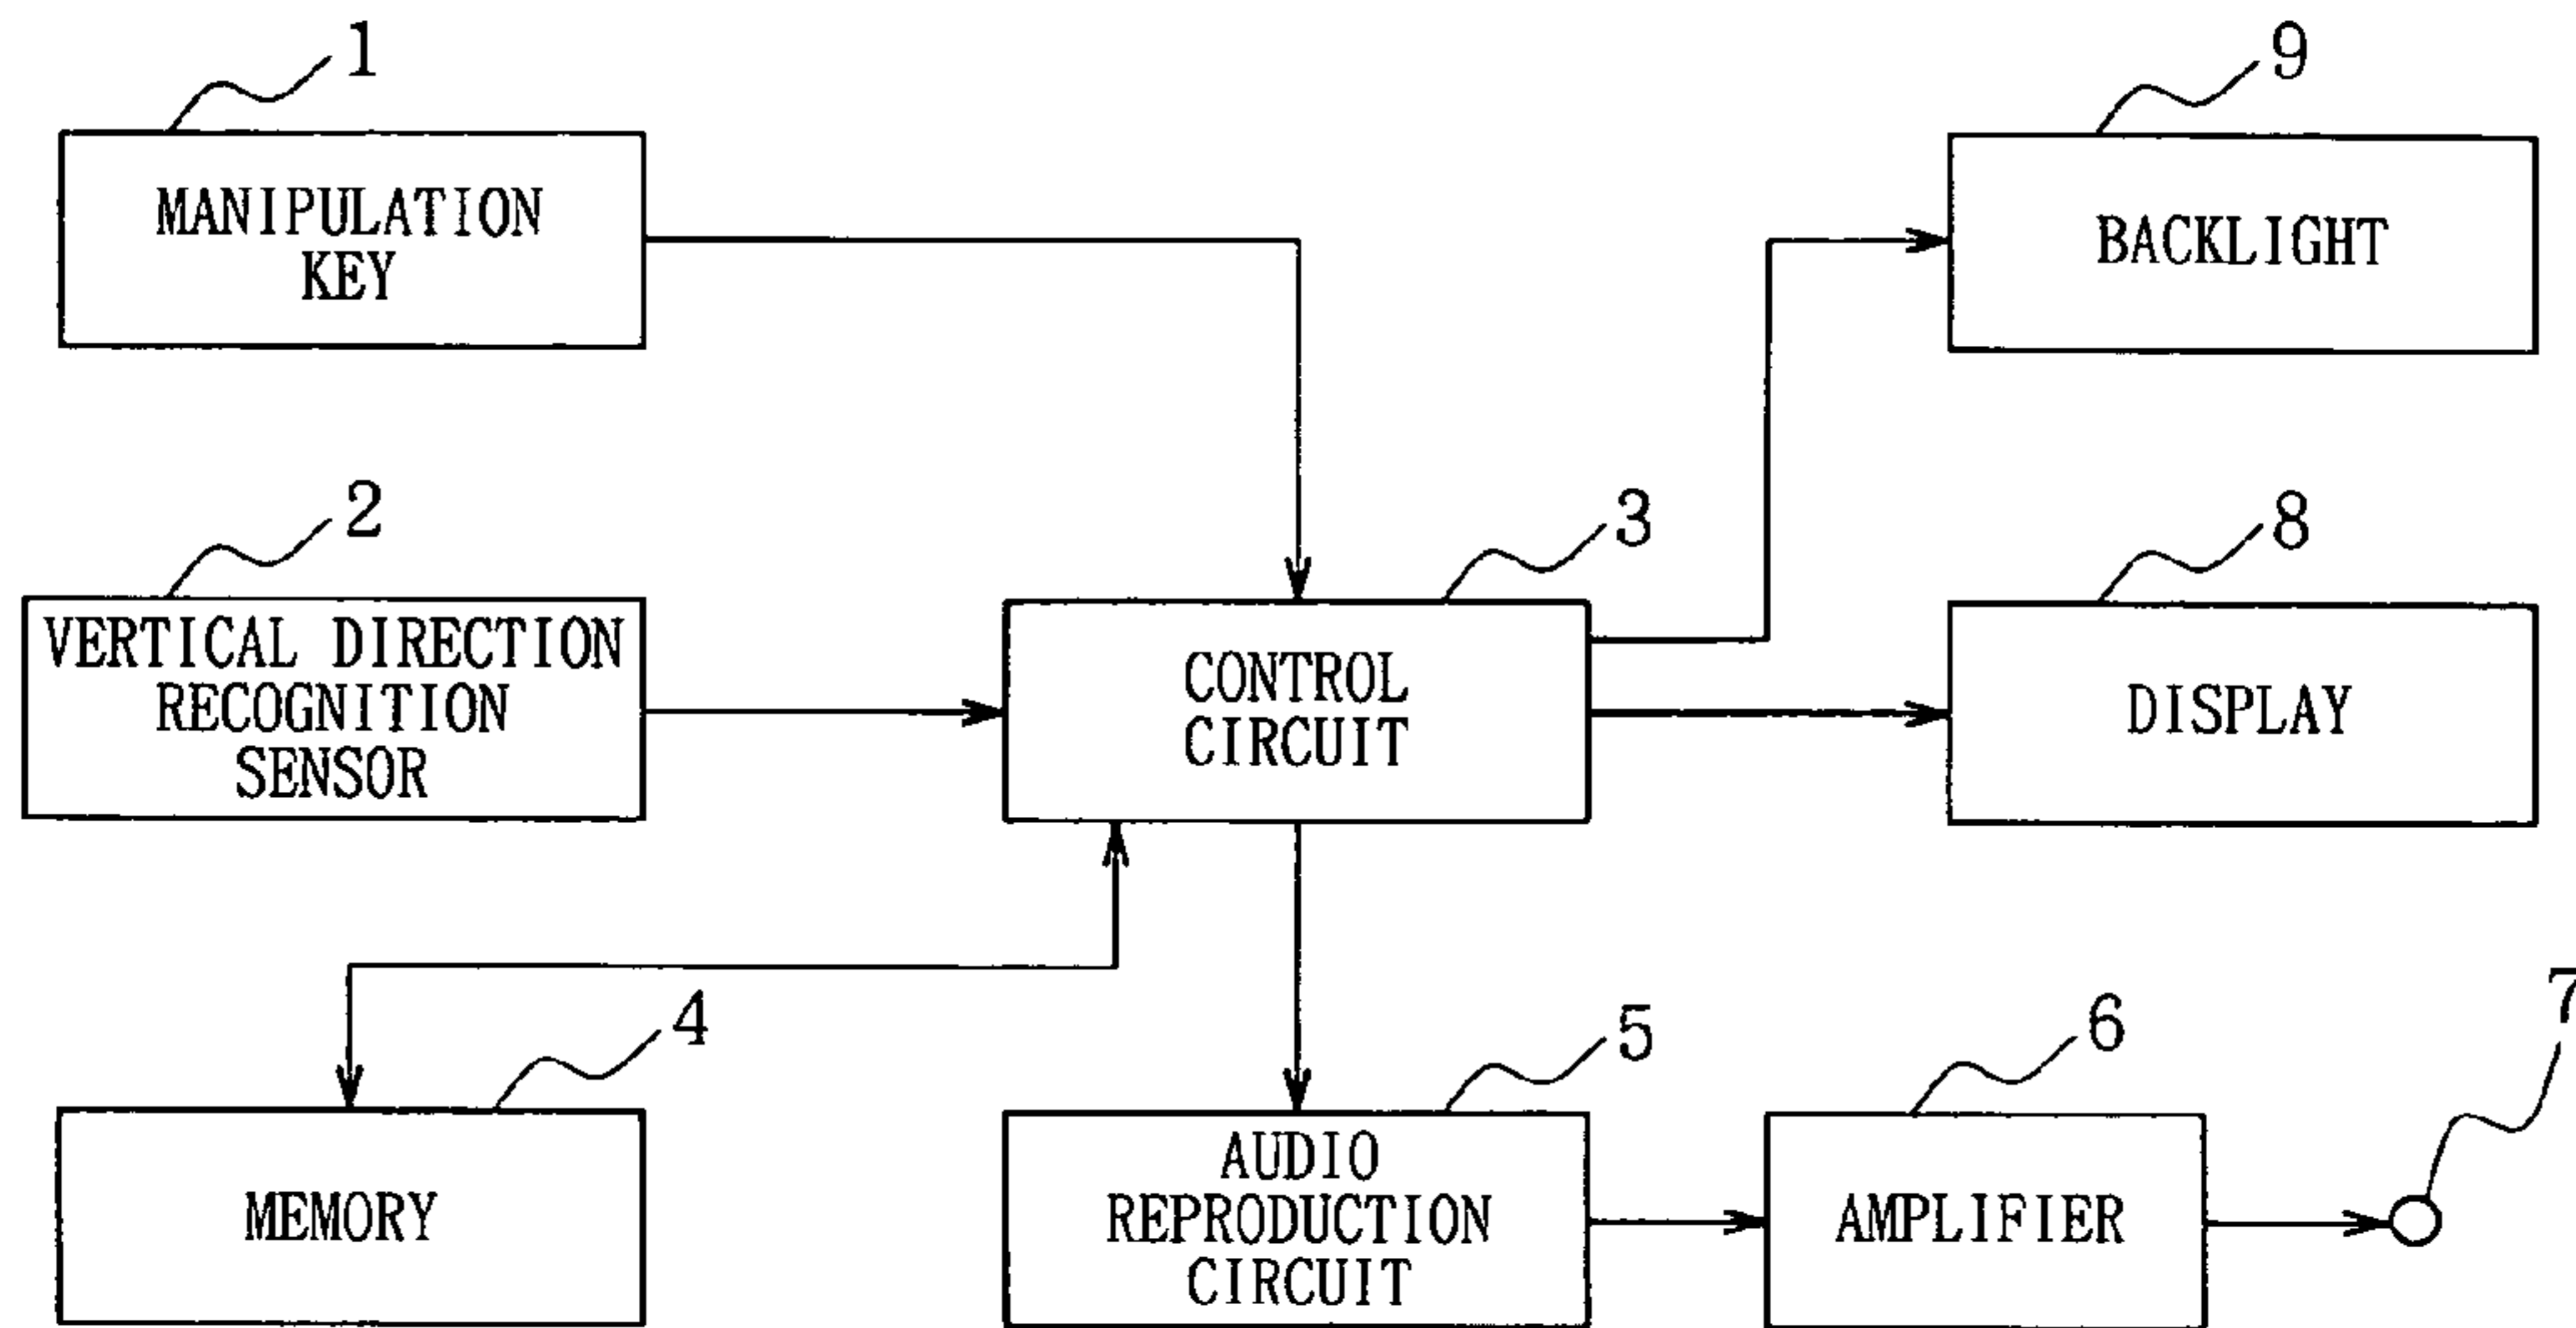 1
9
MANIPULATION
KEY
BACKLIGHT
2
3
8
VERTICAL DIRECTION
RECOGNITION
SENSOR
CONTROL
CIRCUIT
DISPLAY
4
5
6
7
MEMORY
AUDIO
REPRODUCTION
CIRCUIT
AMPLIFIER